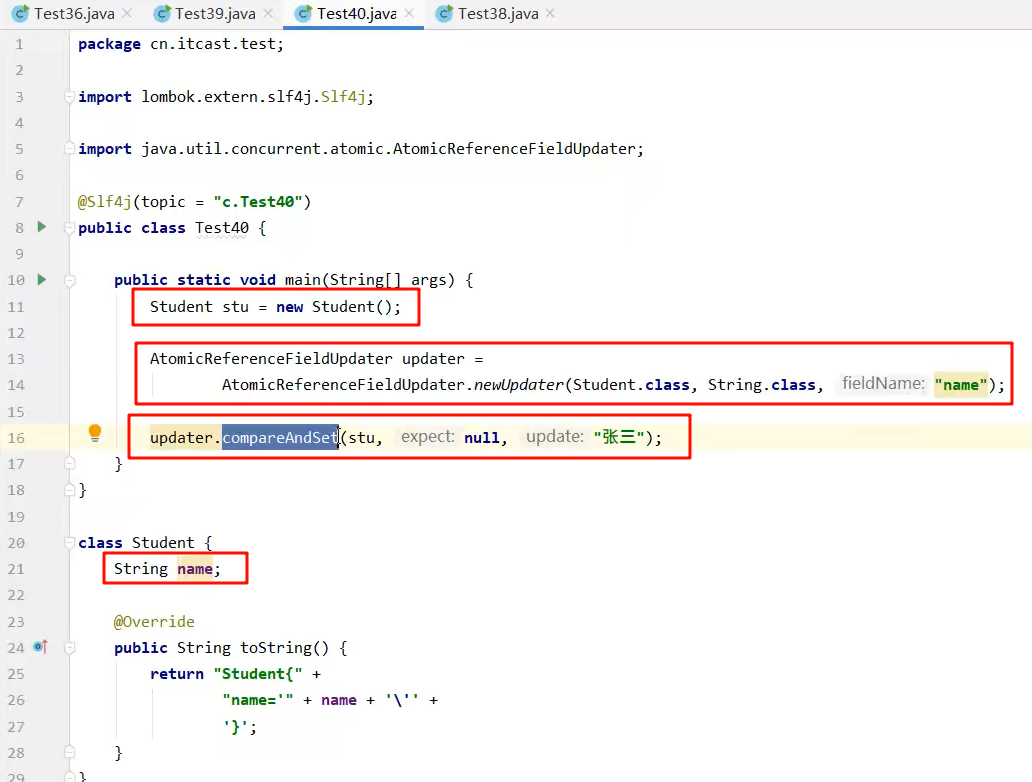 Test36.java × Test39.java × Test40.java × Test38.java ×
1 package cn.itcast.test;
2
3 import lombok.extern.slf4j.Slf4j;
4
5 import java.util.concurrent.atomic.AtomicReferenceFieldUpdater;
6
7 @Slf4j(topic = "c.Test40")
8 public class Test40 {
9
10 public static void main(String[] args) {
11 Student stu = new Student();
12
13 AtomicReferenceFieldUpdater updater =
14 AtomicReferenceFieldUpdater.newUpdater(Student.class, String.class, fieldName: "name");
15
16 updater.compareAndSet(stu, expect: null, update: "张三");
17 }
18 }
19
20 class Student {
21 String name;
22
23 @Override
24 public String toString() {
25 return "Student{" +
26 "name='" + name + '\'' +
27 '}';
28 }
29 }